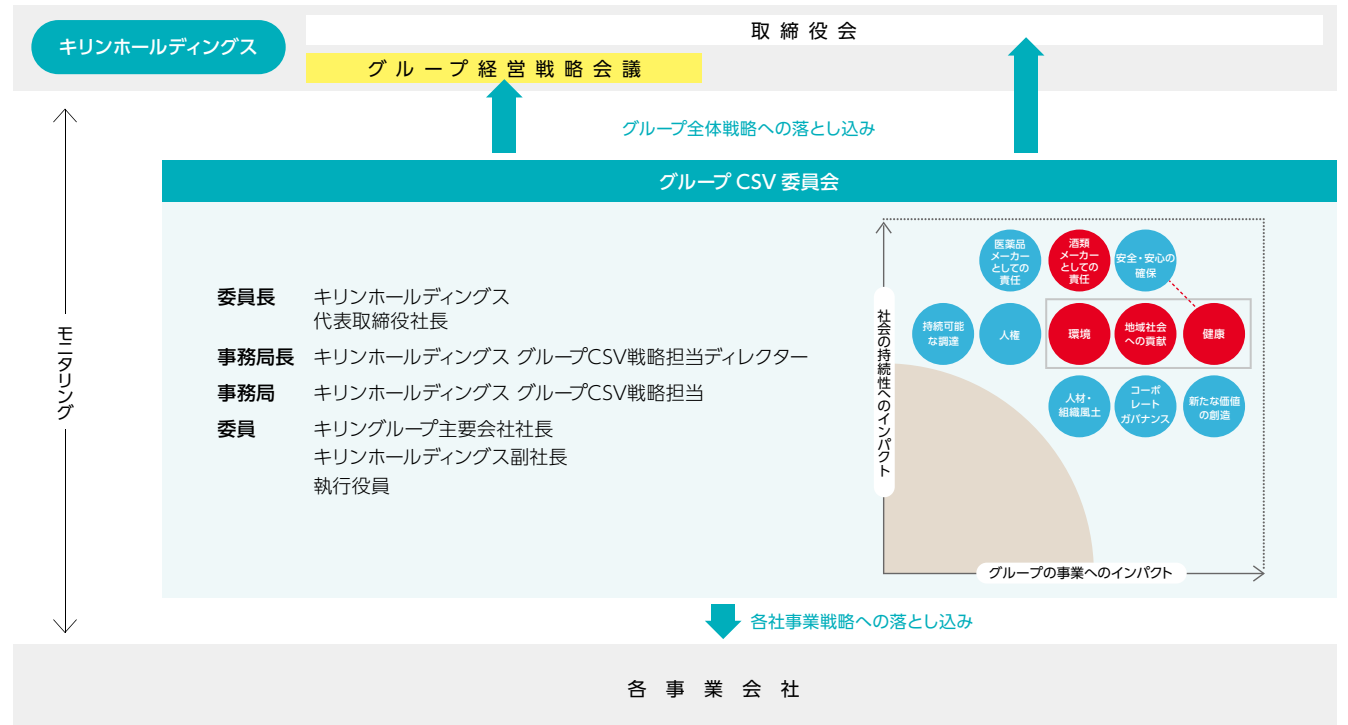 キリンホールディングス
取締役会
グループ経営戦略会議
グループ全体戦略への落とし込み
モニタリング
グループ CSV 委員会
委員長 キリンホールディングス
代表取締役社長
事務局長 キリンホールディングス グループCSV戦略担当ディレクター
事務局 キリンホールディングス グループCSV戦略担当
委員 キリングループ主要会社社長
キリンホールディングス副社長
執行役員
社会の持続性へのインパクト
医薬品
メーカー
としての
責任
酒類
メーカー
としての
責任
安全・安心の
確保
持続可能
な調達
人権
環境
地域社会
への貢献
健康
人材・
組織風土
コーポ
レート
ガバナンス
新たな価値
の創造
グループの事業へのインパクト
各社事業戦略への落とし込み
各事業会社